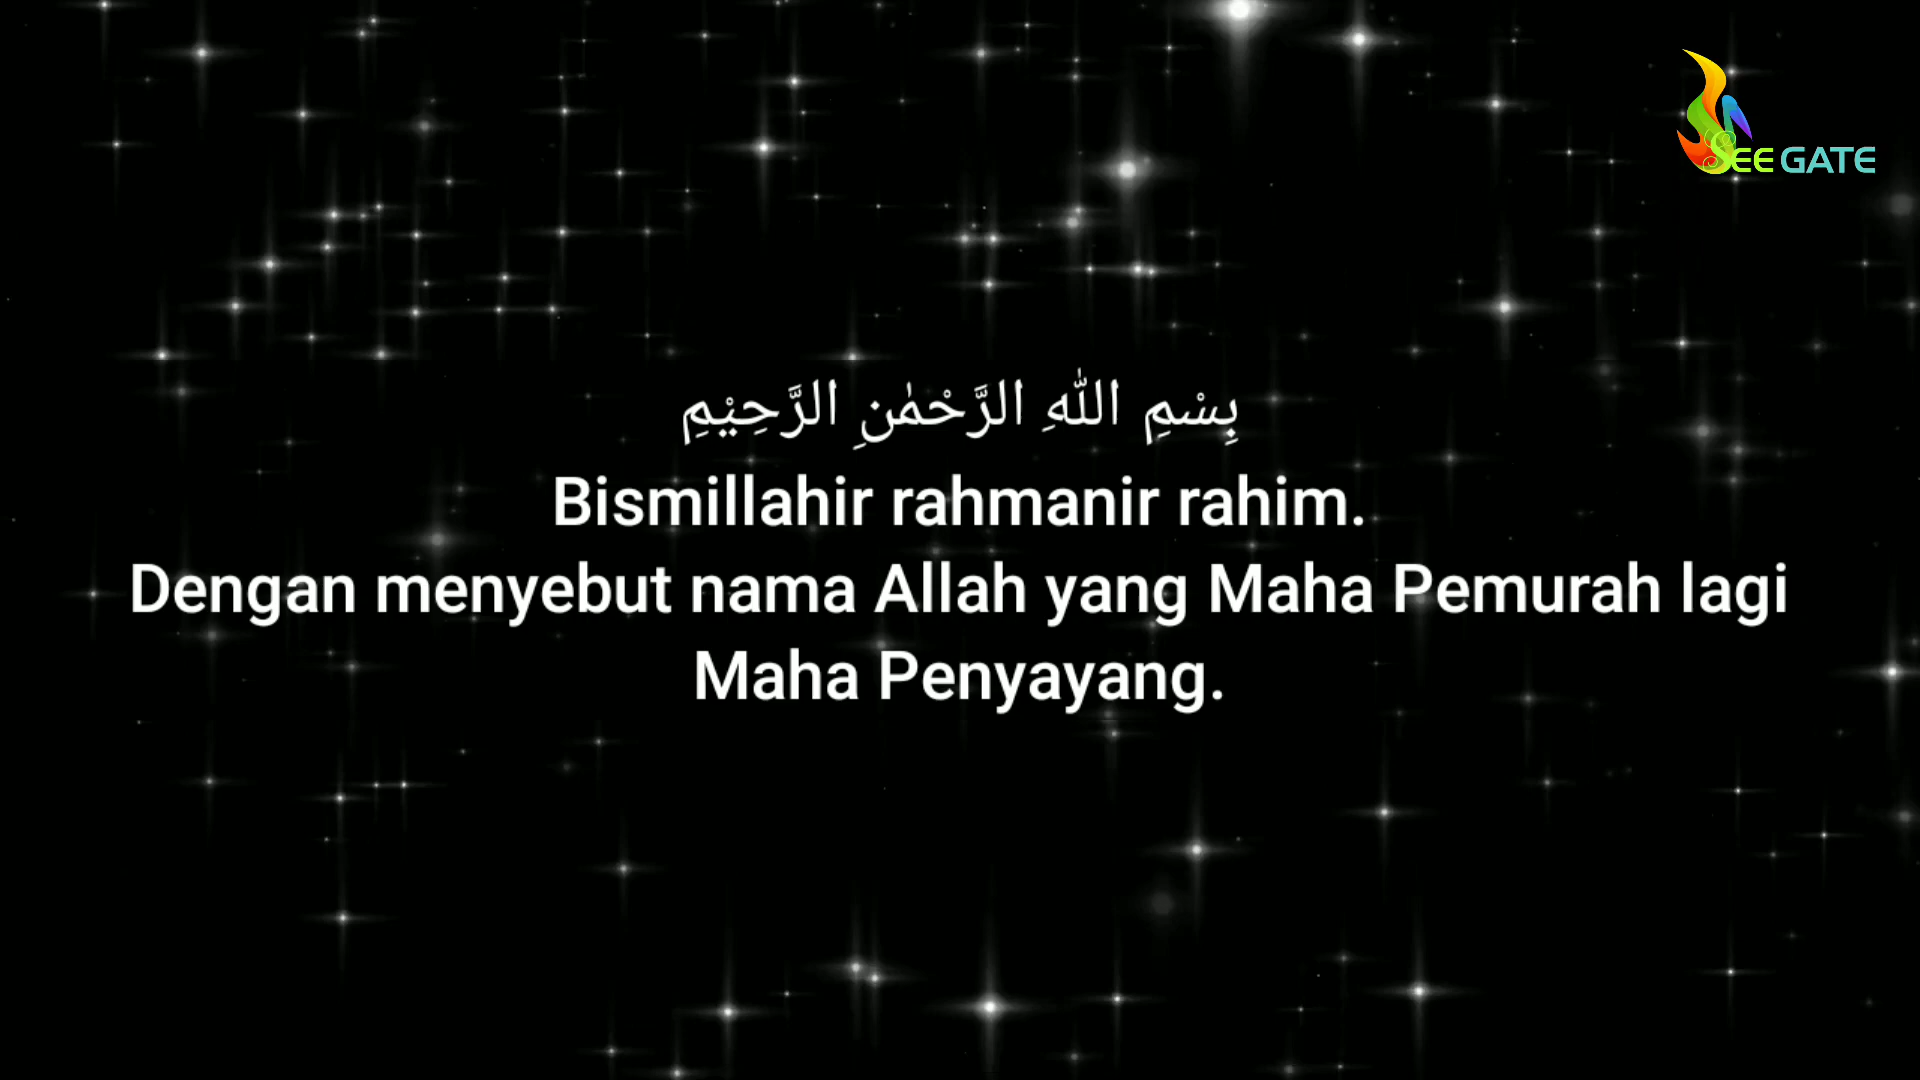 SEE GATE
بِسْمِ اللّٰهِ الرَّحْمٰنِ الرَّحِيْمِ
Bismillahir rahmanir rahim.
Dengan menyebut nama Allah yang Maha Pemurah lagi
Maha Penyayang.